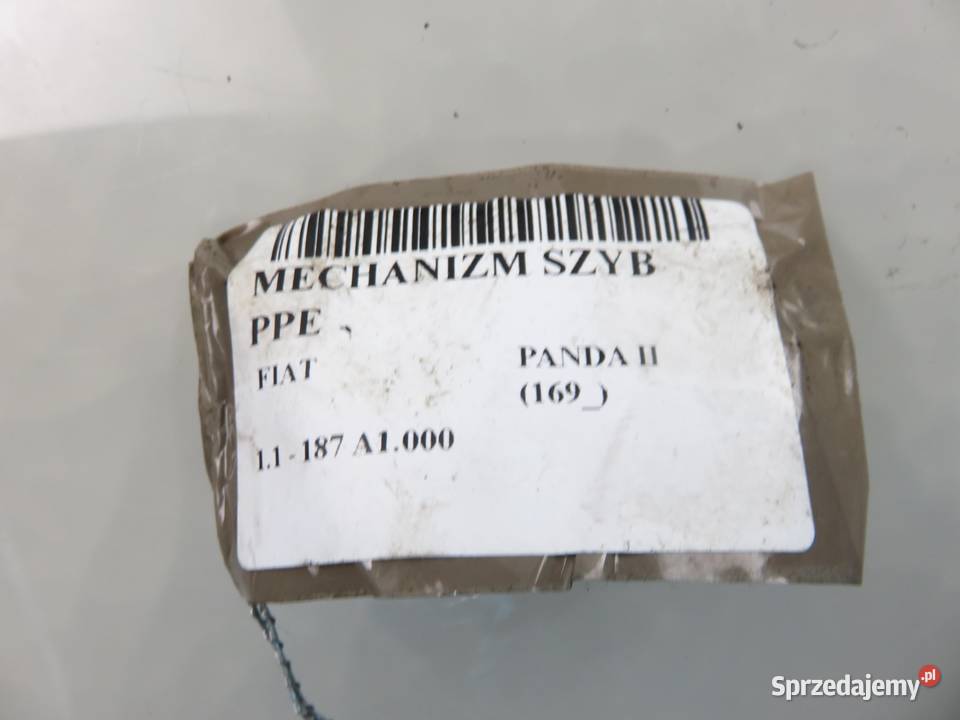 MECHANIZM SZYB
PPE
FIAT PANDA II
(169_)
1.1 - 187 A1.000
Sprzedajemy.pl